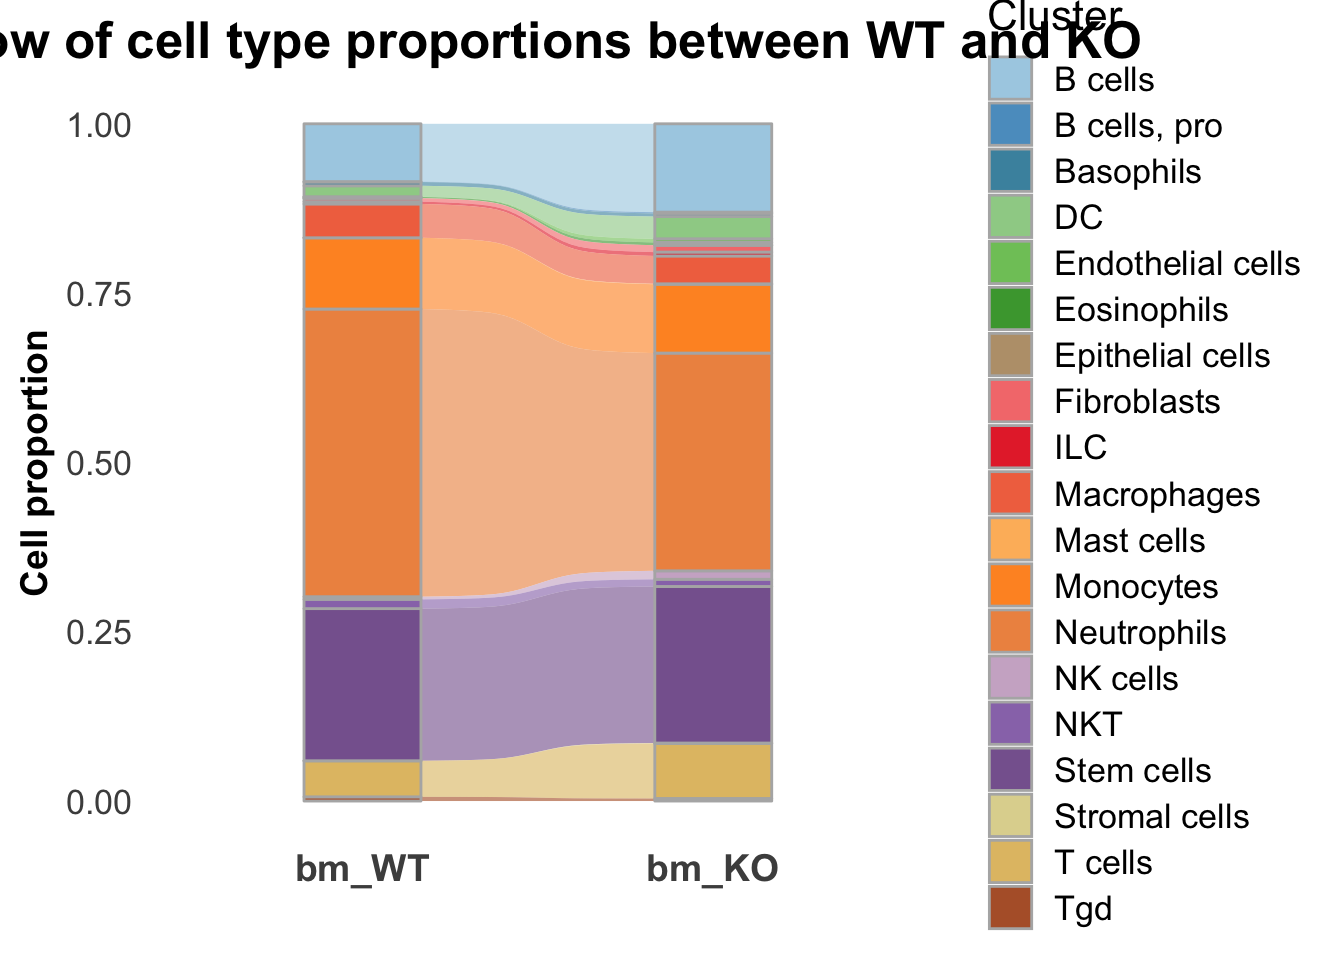 ow of cell type proportions between WT and KO
Cluster
B cells
B cells, pro
Basophils
DC
Endothelial cells
Eosinophils
Epithelial cells
Fibroblasts
ILC
Macrophages
Mast cells
Monocytes
Neutrophils
NK cells
NKT
Stem cells
Stromal cells
T cells
Tgd
Cell proportion
1.00
0.75
0.50
0.25
0.00
bm_WT
bm_KO